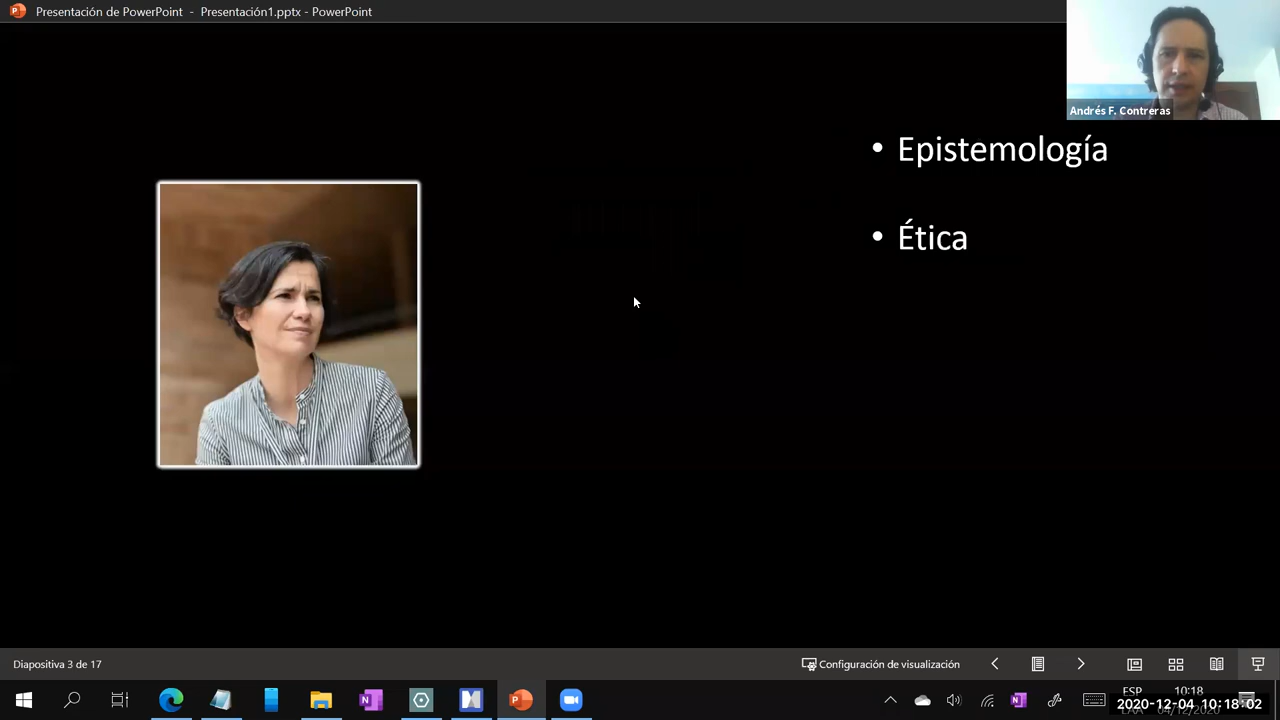 Presentación de PowerPoint - Presentación1.pptx - PowerPoint
Andrés F. Contreras
• Epistemología
• Ética
Diapositiva 3 de 17
Configuración de visualización
ESP
10:18
2020-12-04 10:18:02